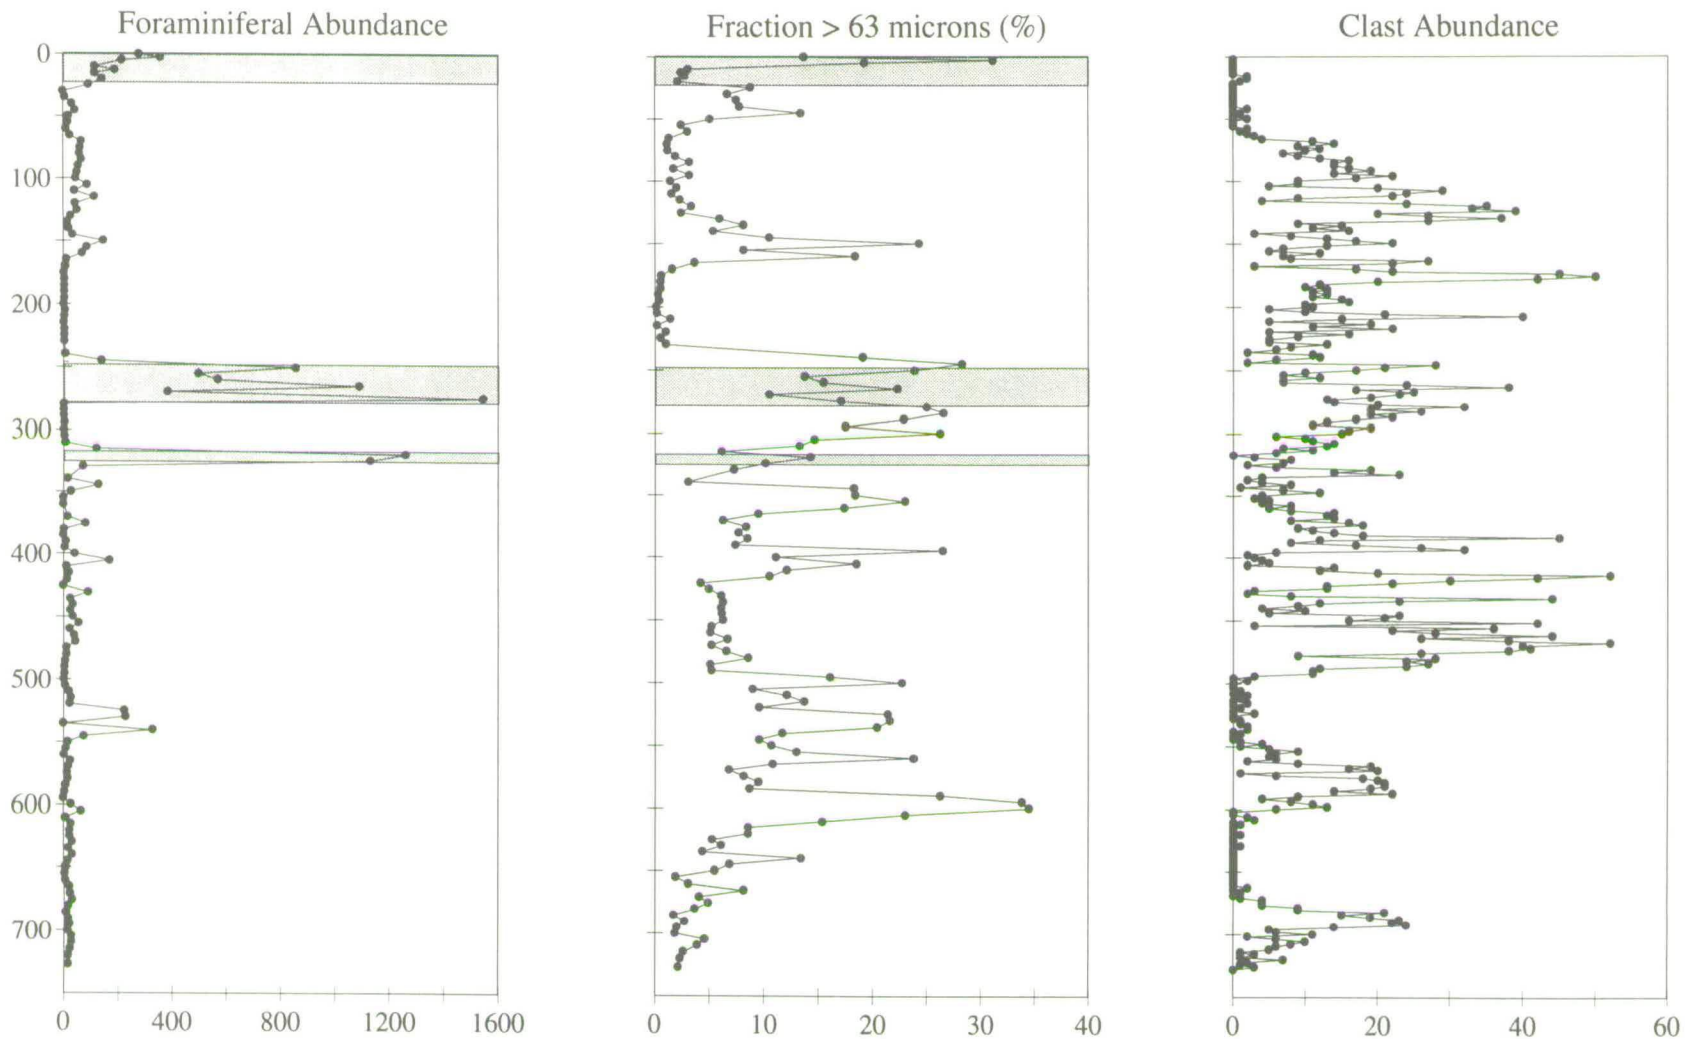 Foraminiferal Abundance
Fraction > 63 microns (%)
Clast Abundance
0
100
200
300
400
500
600
700
0 400 800 1200 1600
0 10 20 30 40
0 20 40 60